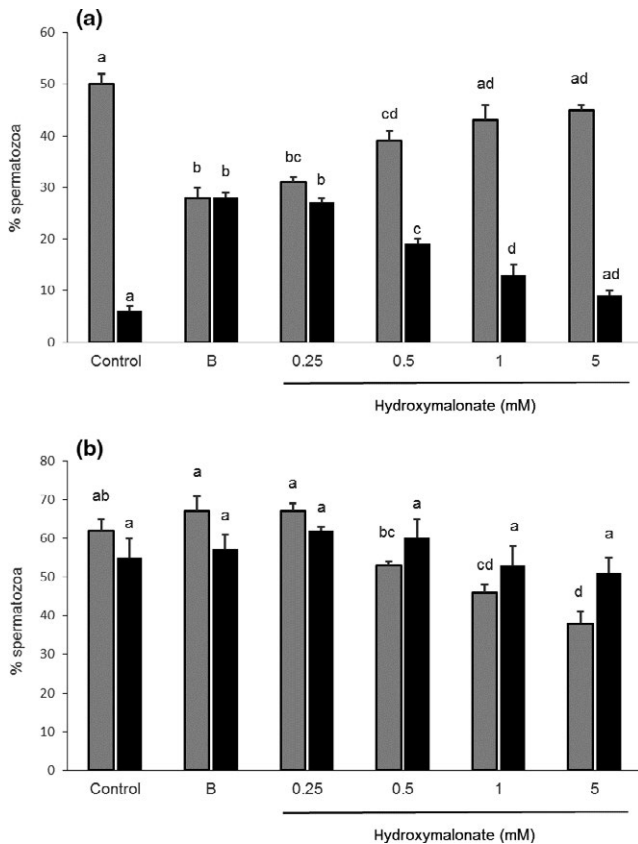 (a)
% spermatozoa
60
50
40
30
20
10
0
a
a
b b
bc b
cd
c
ad
d
ad
ad
Control B 0.25 0.5 1 5
Hydroxymalonate (mM)
(b)
% spermatozoa
80
70
60
50
40
30
20
10
0
ab a
a
a
a
a
bc
a
cd
a
d
a
Control B 0.25 0.5 1 5
Hydroxymalonate (mM)